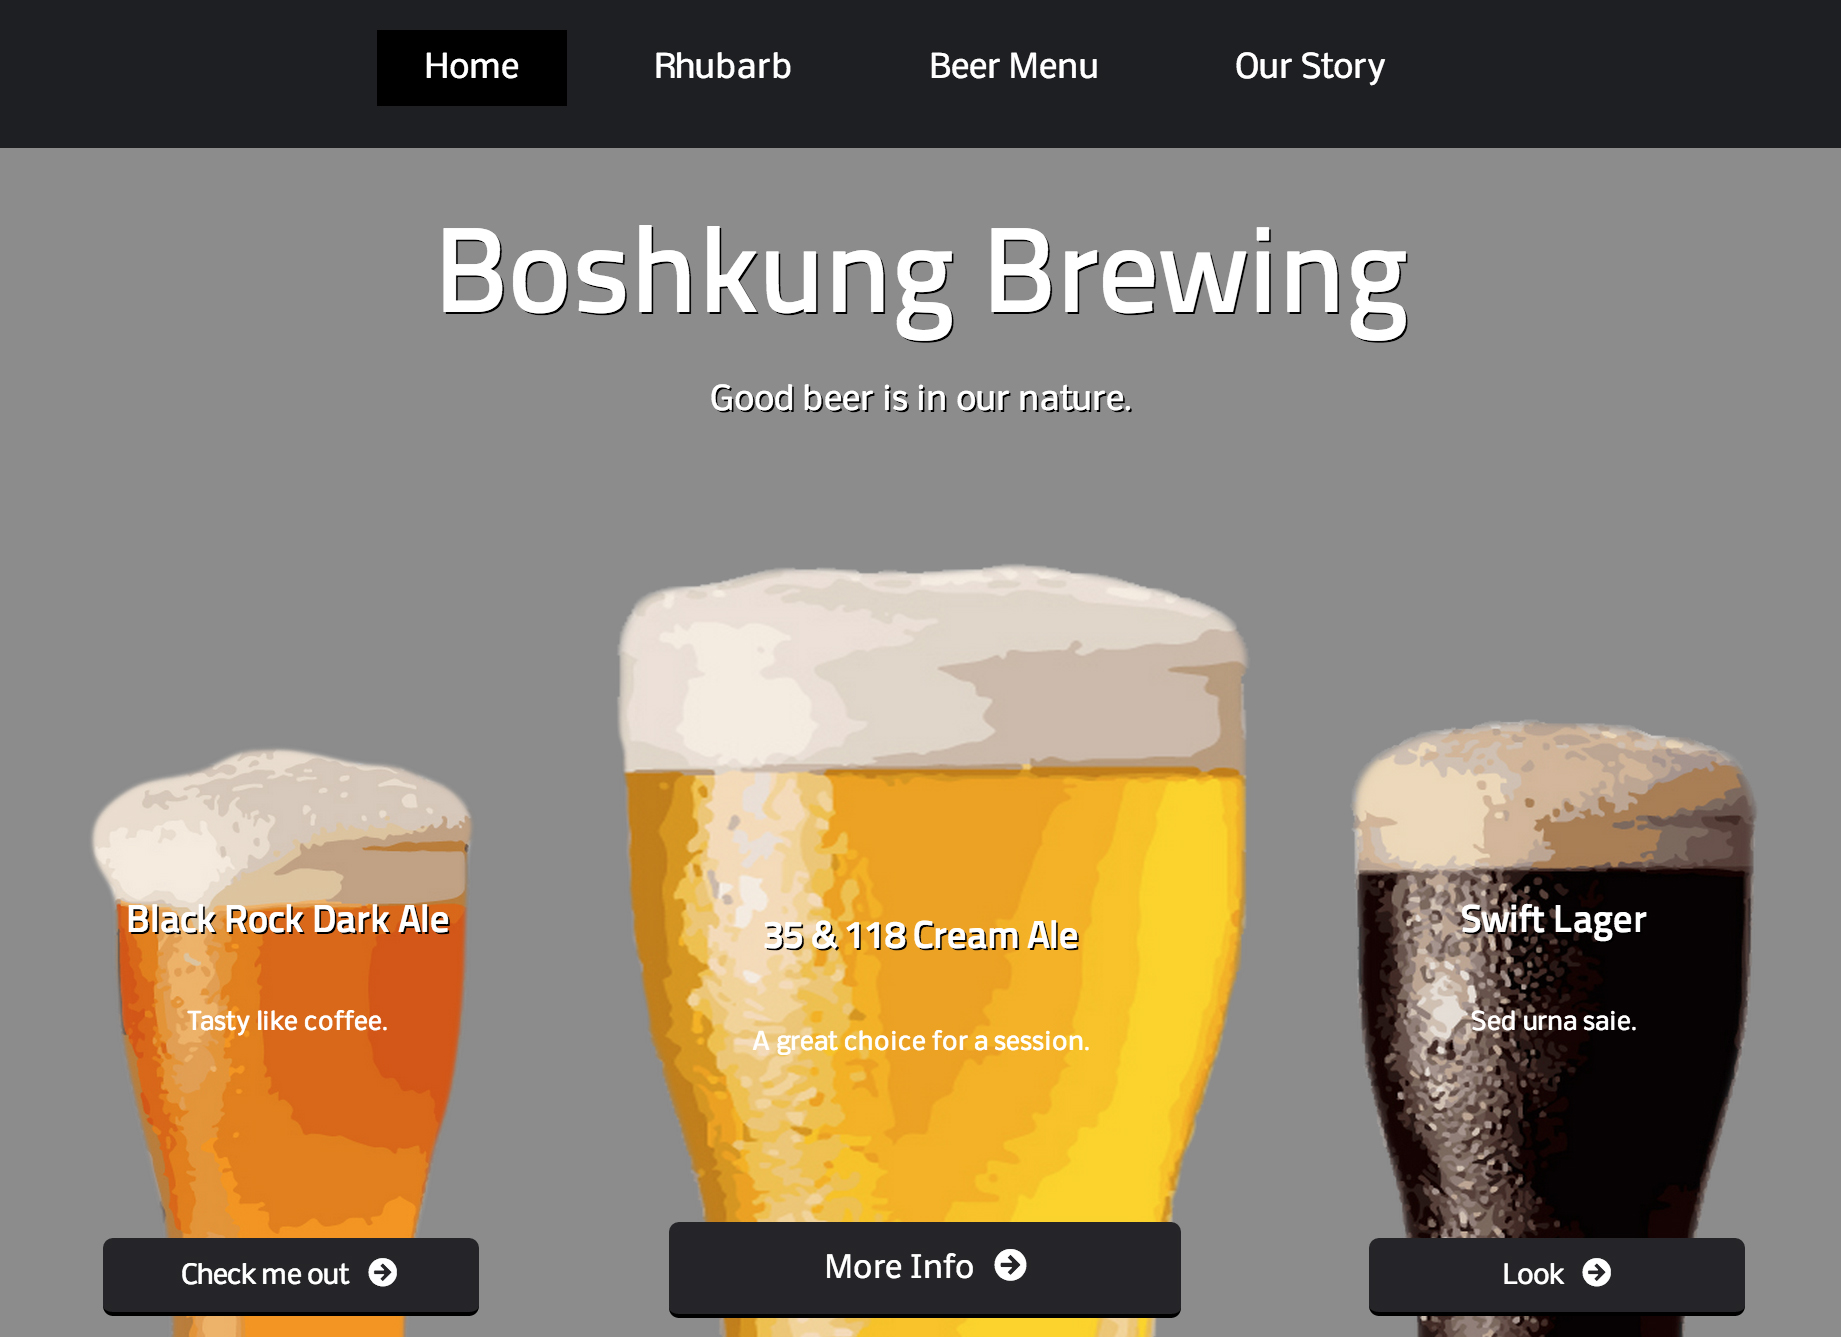 Home
Rhubarb
Beer Menu
Our Story
Boshkung Brewing
Good beer is in our nature.
Black Rock Dark Ale
Tasty like coffee.
Check me out
35 & 118 Cream Ale
A great choice for a session.
More Info
Swift Lager
Sed urna saie.
Look